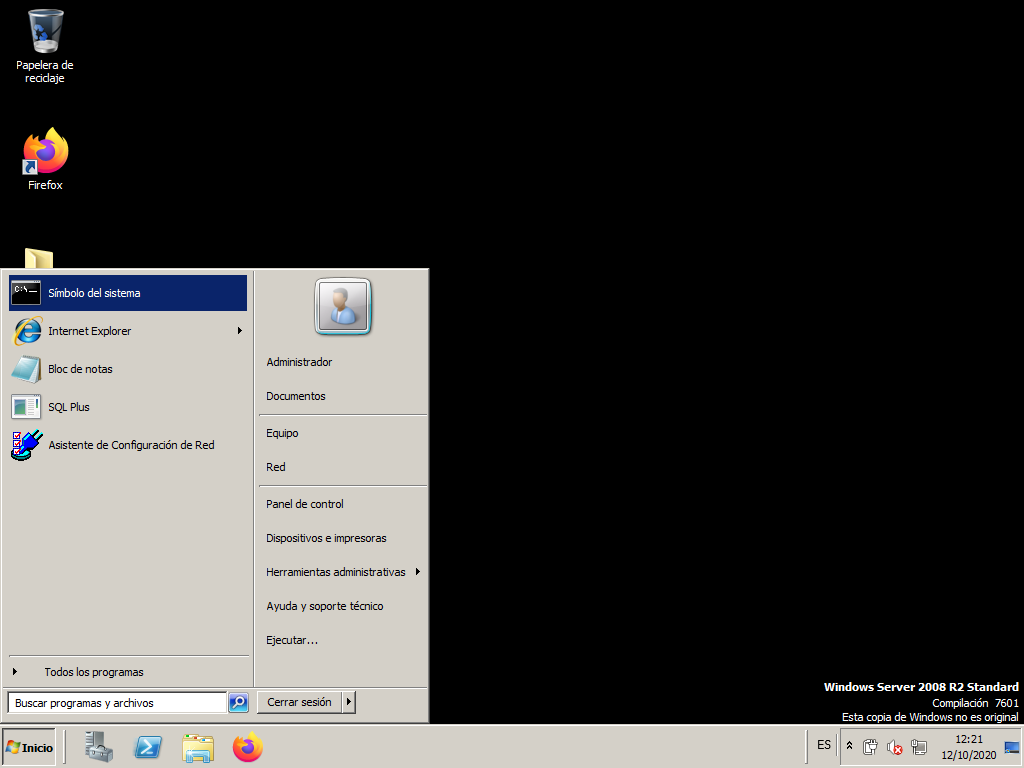 Papelera de
reciclaje
Firefox
C:\
Símbolo del sistema
Internet Explorer
Bloc de notas
SQL Plus
Asistente de Configuración de Red
Todos los programas
Buscar programas y archivos
Administrador
Documentos
Equipo
Red
Panel de control
Dispositivos e impresoras
Herramientas administrativas
Ayuda y soporte técnico
Ejecutar...
Cerrar sesión
Windows Server 2008 R2 Standard
Compilación 7601
Esta copia de Windows no es original
Inicio
ES
12:21
12/10/2020